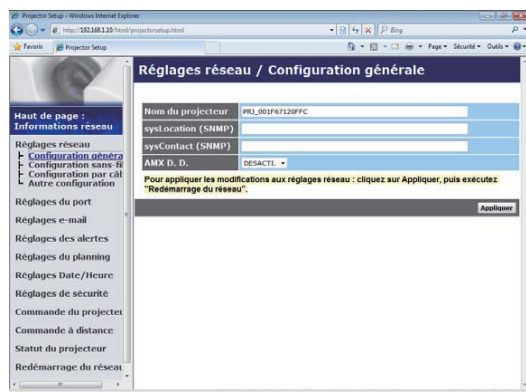 Projector Setup - Windows Internet Explorer
http://192.168.1.10/html/projectorsetup.html
Bing
Favoris
Projector Setup
Page
Sécurité
Outils
Haut de page :
Informations réseau
Réglages réseau
Configuration généra
Configuration sans-fil
Configuration par câbl
Autre configuration
Réglages du port
Réglages e-mail
Réglages des alertes
Réglages du planning
Réglages Date/Heure
Réglages de sécurité
Commande du projecteu
Commande à distance
Statut du projecteur
Redémarrage du réseau
Réglages réseau / Configuration générale
Nom du projecteur PRJ_001F67120FFC
sysLocation (SNMP)
sysContact (SNMP)
AMX D. D. DESACTI.
Pour appliquer les modifications aux réglages réseau : cliquez sur Appliquer, puis exécutez
"Redémarrage du réseau".
Appliquer